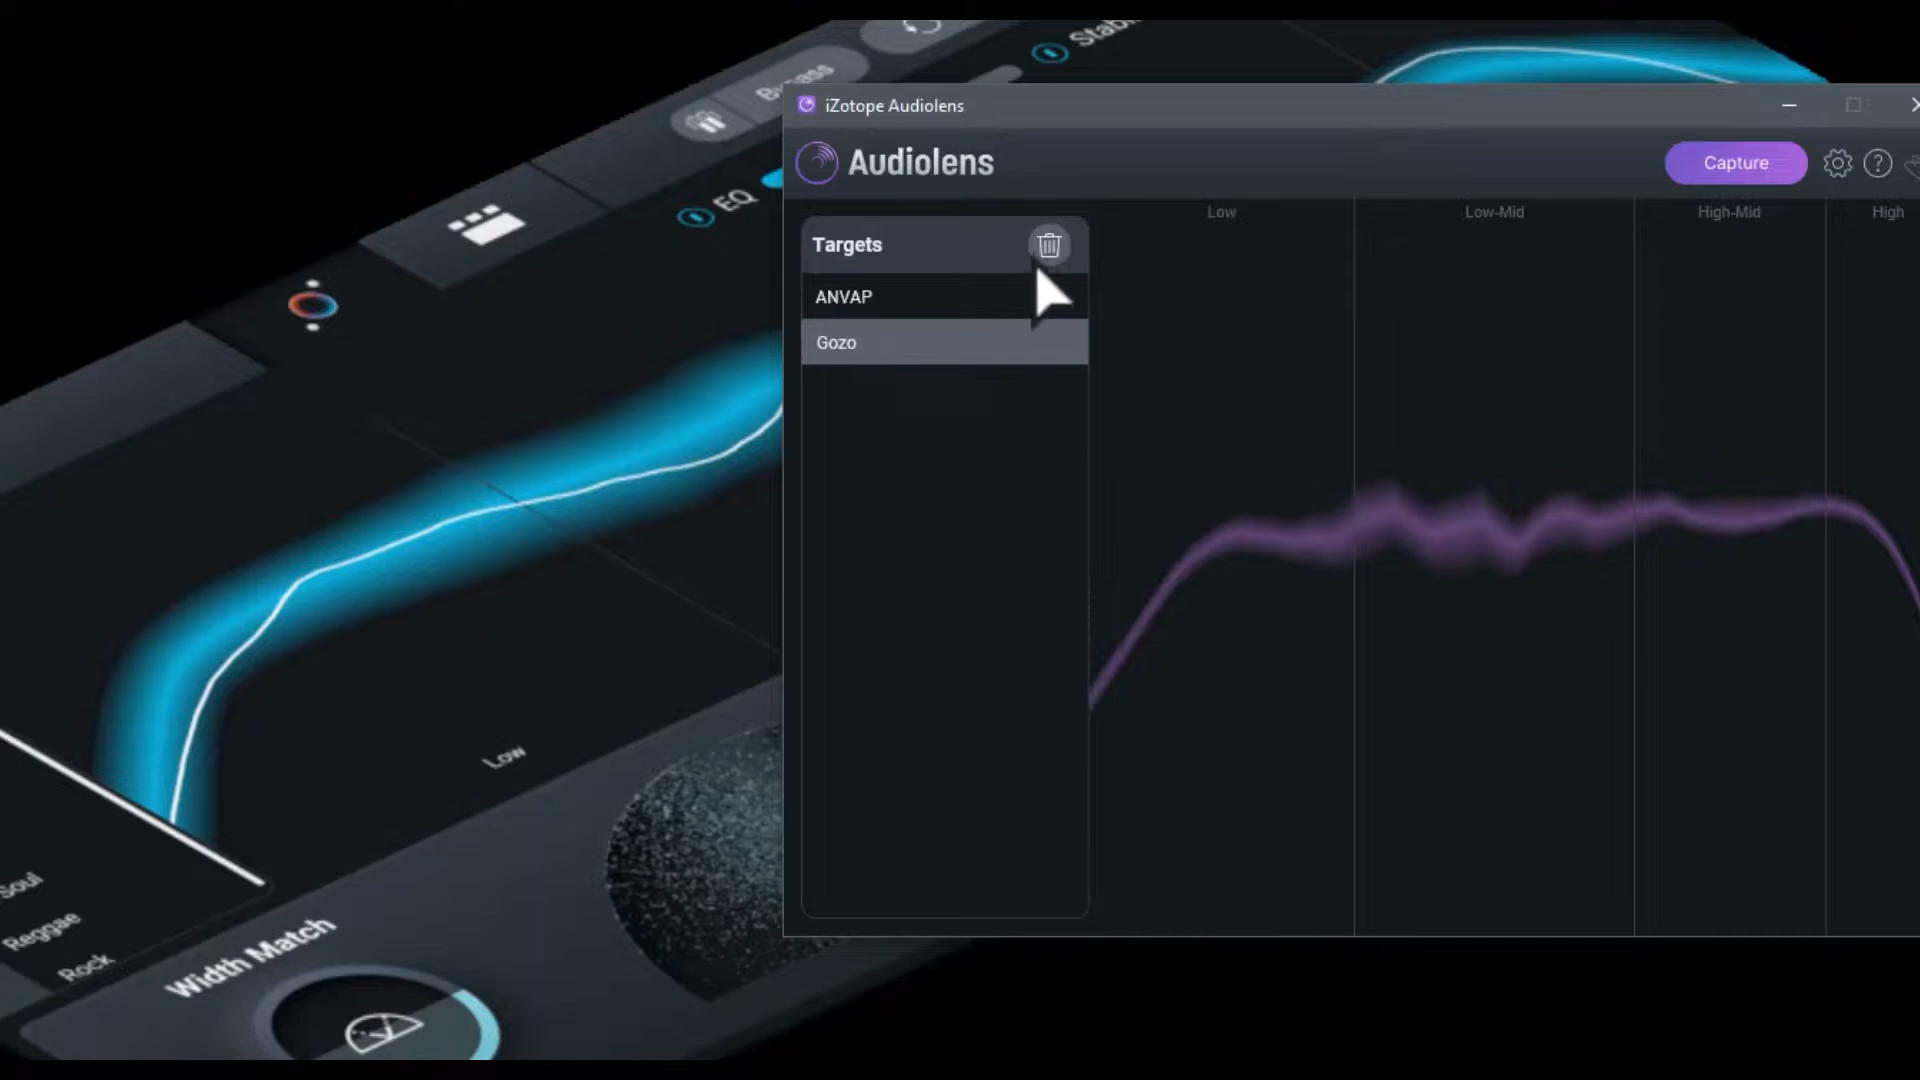 Bypass
EQ
iZotope Audiolens
Audiolens
Capture
Low
Low-Mid
High-Mid
High
Targets
ANVAP
Gozo
Low
Soul
Reggae
Rock
Width Match